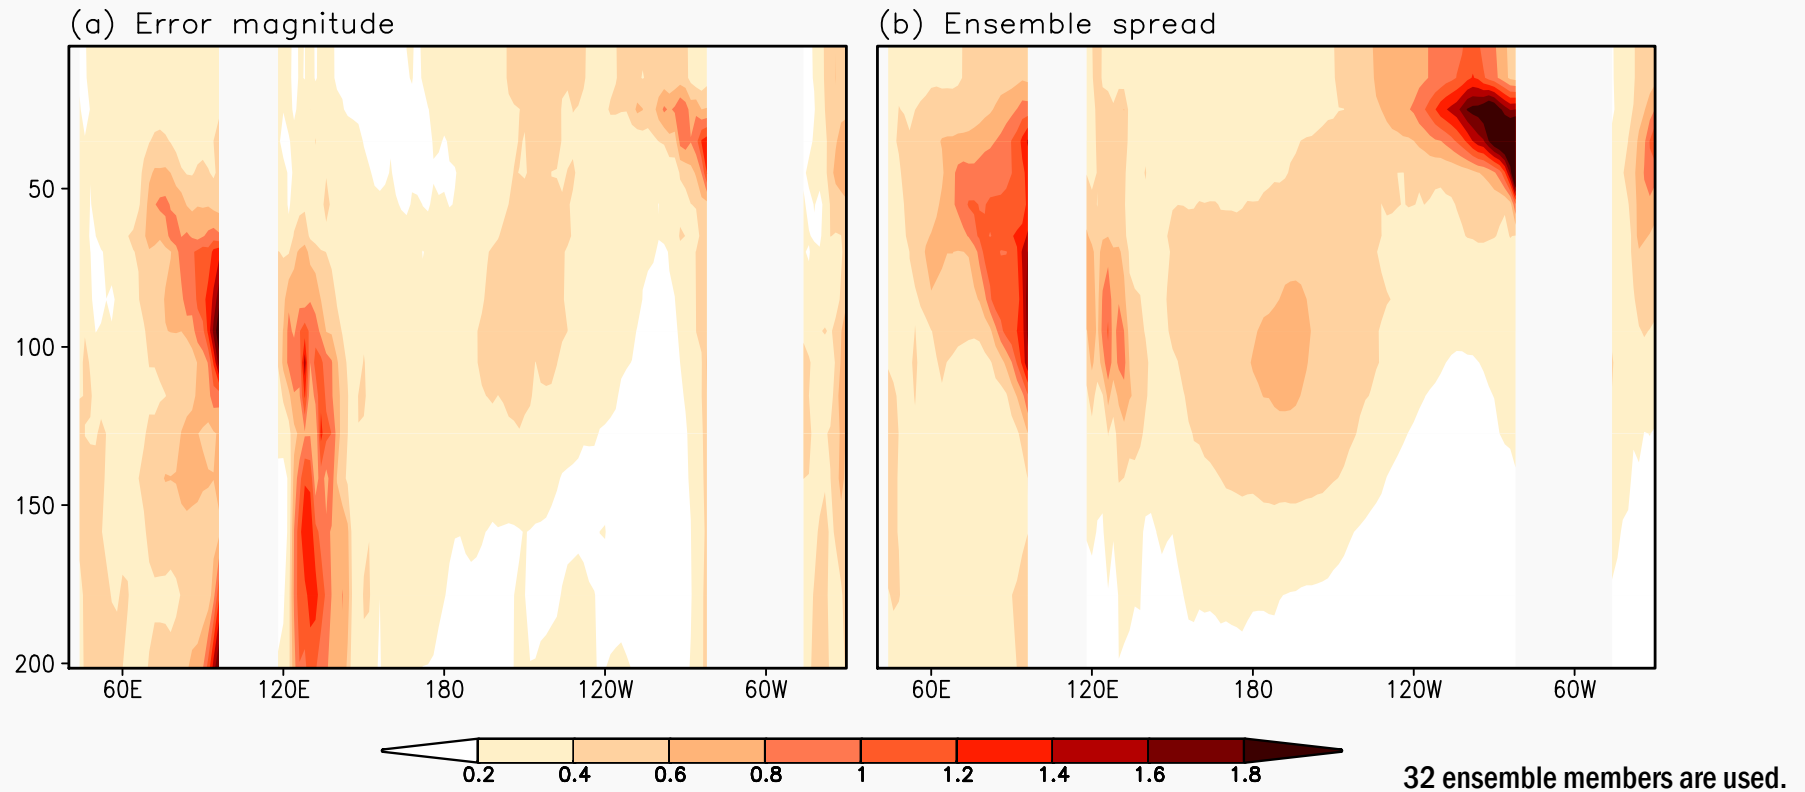 (a) Error magnitude
(b) Ensemble spread
50
100
150
200
60E 120E 180 120W 60W
60E 120E 180 120W 60W
0.2 0.4 0.6 0.8 1 1.2 1.4 1.6 1.8
32 ensemble members are used.